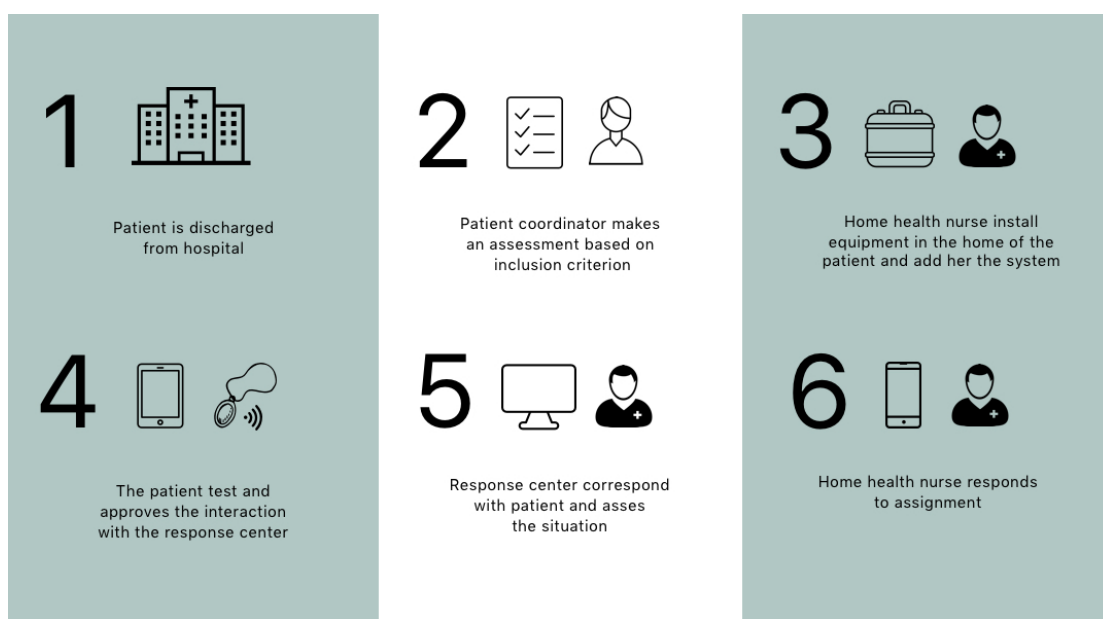 1
Patient is discharged
from hospital
2
Patient coordinator makes
an assessment based on
inclusion criterion
3
Home health nurse install
equipment in the home of the
patient and add her the system
4
The patient test and
approves the interaction
with the response center
5
Response center correspond
with patient and asses
the situation
6
Home health nurse responds
to assignment